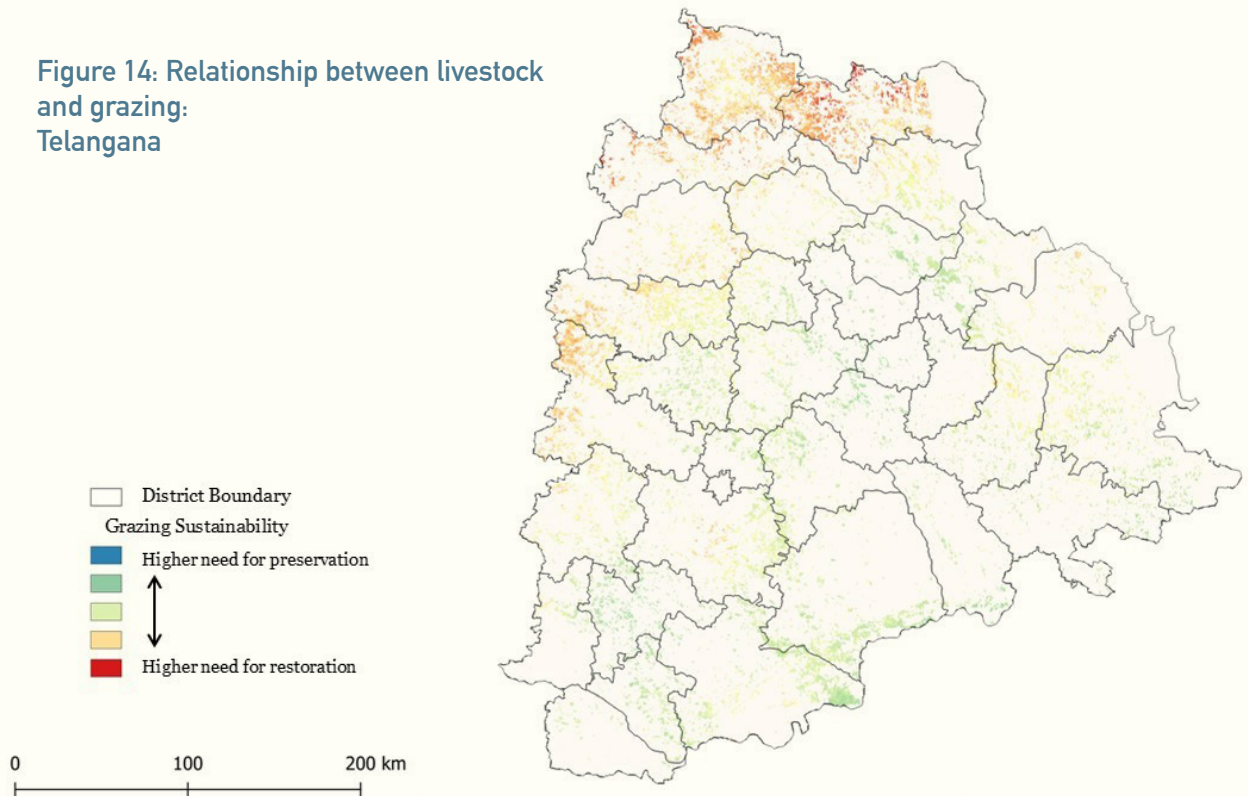 Figure 14: Relationship between livestock
and grazing:
Telangana
District Boundary
Grazing Sustainability
Higher need for preservation
Higher need for restoration
0 100 200 km